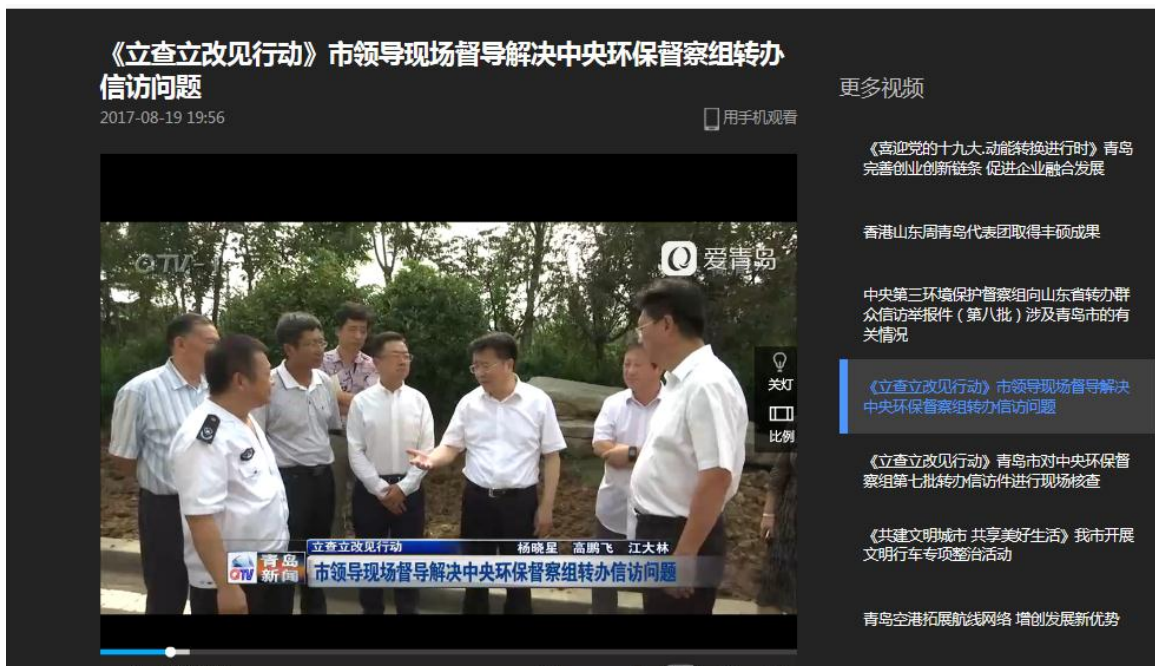 《立查立改见行动》市领导现场督导解决中央环保督察组转办
信访问题
2017-08-19 19:56
用手机观看
QTV-1
爱青岛
关灯
比例
立查立改见行动 杨晓星 高鹏飞 江大林
QTV 青岛新闻
市领导现场督导解决中央环保督察组转办信访问题
更多视频
《喜迎党的十九大.动能转换进行时》青岛
完善创业创新链条 促进企业融合发展
香港山东周青岛代表团取得丰硕成果
中央第三环境保护督察组向山东省转办群
众信访举报件（第八批）涉及青岛市的有
关情况
《立查立改见行动》市领导现场督导解决
中央环保督察组转办信访问题
《立查立改见行动》青岛市对中央环保督
察组第七批转办信访件进行现场核查
《共建文明城市 共享美好生活》我市开展
文明行车专项整治活动
青岛空港拓展航线网络 增创发展新优势